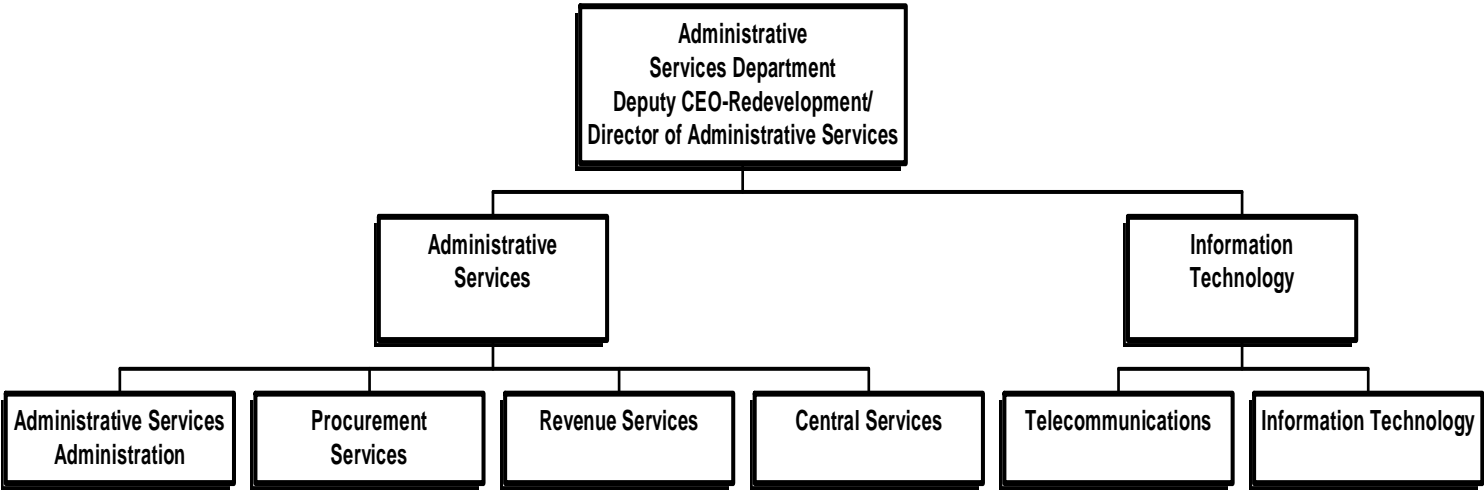 Administrative
Services Department
Deputy CEO-Redevelopment/
Director of Administrative Services
Administrative
Services
Information
Technology
Administrative Services
Administration
Procurement
Services
Revenue Services
Central Services
Telecommunications
Information Technology